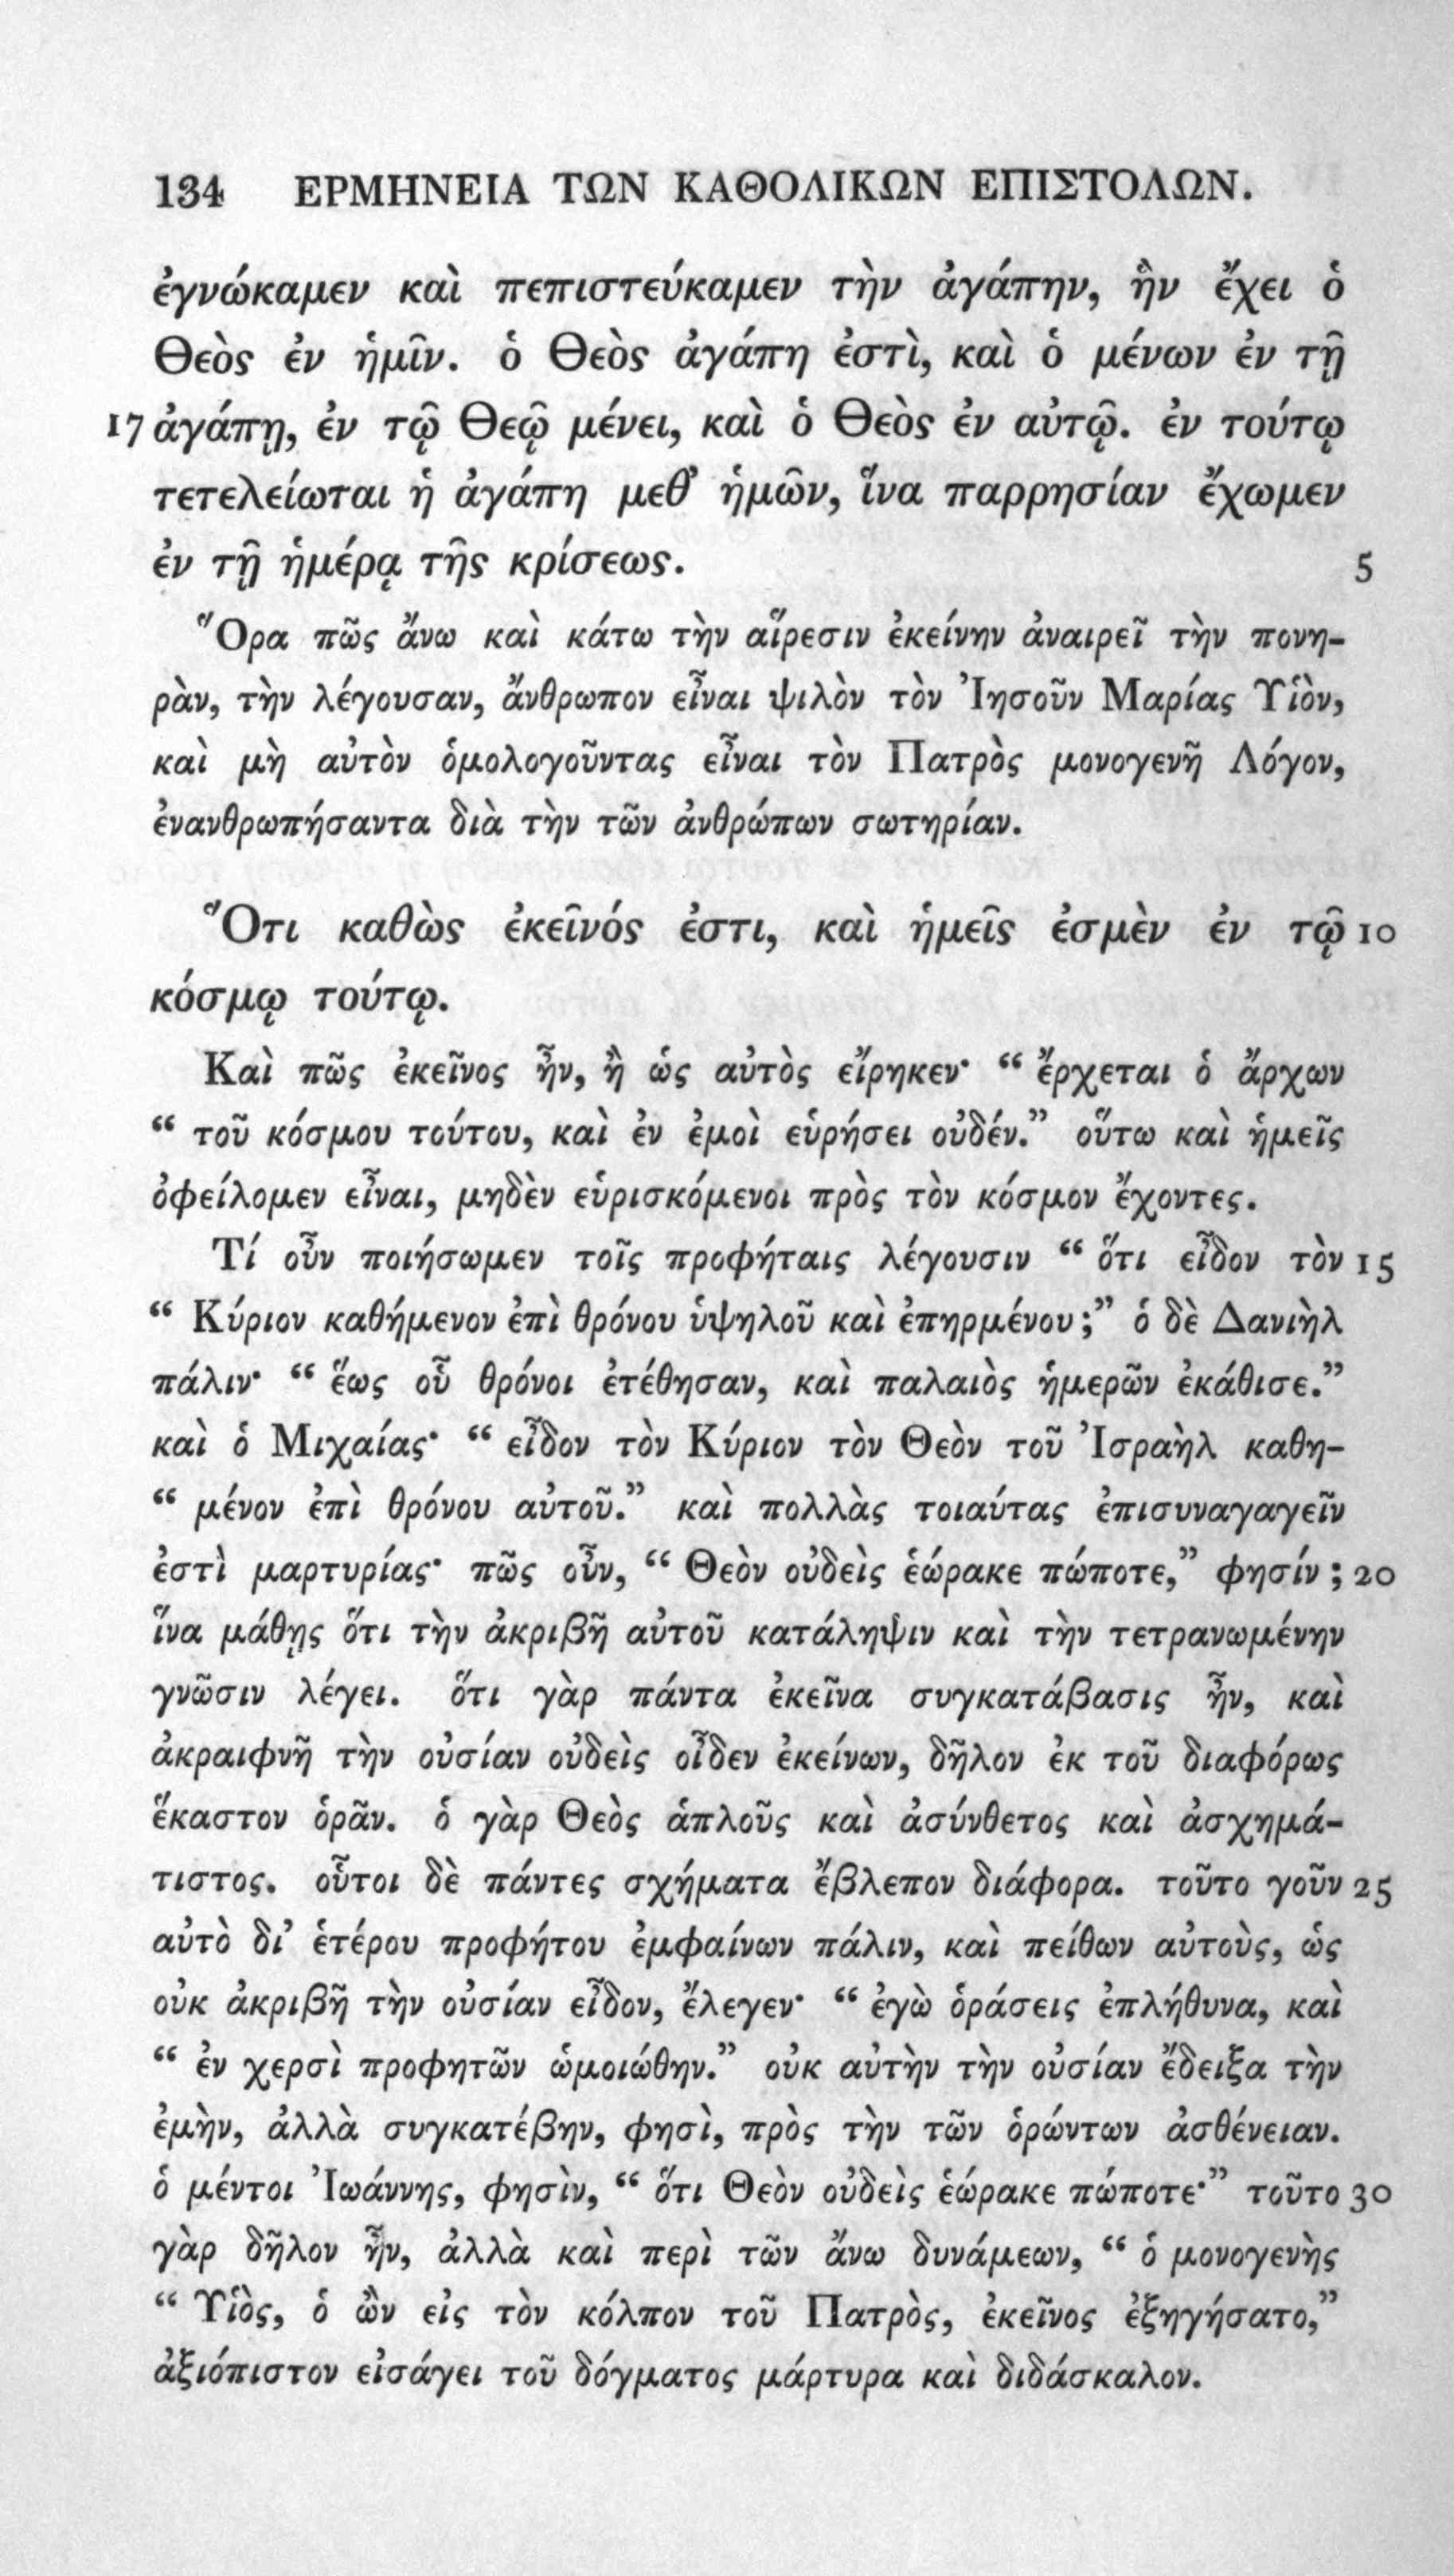 134 ΕΡΜΗΝΕΙΑ ΤΩΝ ΚΑΘΟΛΙΚΩΝ ΕΠΙΣΤΟΛΩΝ.
ἐγνώκαμεν καὶ πεπιστεύκαμεν τὴν ἀγάπην, ἣν ἔχει ὁ
Θεὸς ἐν ἡμῖν. ὁ Θεὸς ἀγάπη ἐστὶ, καὶ ὁ μένων ἐν τῇ
17 ἀγάπῃ, ἐν τῷ Θεῷ μένει, καὶ ὁ Θεὸς ἐν αὐτῷ. ἐν τούτῳ
τετελείωται ἡ ἀγάπη μεθ’ ἡμῶν, ἵνα παρρησίαν ἔχωμεν
ἐν τῇ ἡμέρᾳ τῆς κρίσεως. 5
Ὅρα πῶς ἄνω καὶ κάτω τὴν αἵρεσιν ἐκείνην ἀναιρεῖ τὴν πονη-
ρὰν, τὴν λέγουσαν, ἄνθρωπον εἶναι ψιλὸν τὸν Ἰησοῦν Μαρίας Υἱὸν,
καὶ μὴ αὐτὸν ὁμολογοῦντας εἶναι τὸν Πατρὸς μονογενῆ Λόγον,
ἐνανθρωπήσαντα διὰ τὴν τῶν ἀνθρώπων σωτηρίαν.
Ὅτι καθὼς ἐκεῖνός ἐστι, καὶ ἡμεῖς ἐσμὲν ἐν τῷ 10
κόσμῳ τούτῳ.
Καὶ πῶς ἐκεῖνος ἦν, ἢ ὡς αὐτὸς εἴρηκεν· “ ἔρχεται ὁ ἄρχων
“ τοῦ κόσμου τούτου, καὶ ἐν ἐμοὶ εὑρήσει οὐδέν.” οὕτω καὶ ἡμεῖς
ὀφείλομεν εἶναι, μηδὲν εὑρισκόμενοι πρὸς τὸν κόσμον ἔχοντες.
Τί οὖν ποιήσωμεν τοῖς προφήταις λέγουσιν “ ὅτι εἶδον τὸν 15
“ Κύριον καθήμενον ἐπὶ θρόνου ὑψηλοῦ καὶ ἐπηρμένου;” ὁ δὲ Δανιὴλ
πάλιν· “ ἕως οὗ θρόνοι ἐτέθησαν, καὶ παλαιὸς ἡμερῶν ἐκάθισε.”
καὶ ὁ Μιχαίας· “ εἶδον τὸν Κύριον τὸν Θεὸν τοῦ Ἰσραὴλ καθη-
“ μένον ἐπὶ θρόνου αὐτοῦ.” καὶ πολλὰς τοιαύτας ἐπισυναγαγεῖν
ἐστὶ μαρτυρίας· πῶς οὖν, “ Θεὸν οὐδεὶς ἑώρακε πώποτε,” φησίν ; 20
ἵνα μάθῃς ὅτι τὴν ἀκριβῆ αὐτοῦ κατάληψιν καὶ τὴν τετρανωμένην
γνῶσιν λέγει. ὅτι γὰρ πάντα ἐκεῖνα συγκατάβασις ἦν, καὶ
ἀκραιφνῆ τὴν οὐσίαν οὐδεὶς οἶδεν ἐκείνων, δῆλον ἐκ τοῦ διαφόρως
ἕκαστον ὁρᾶν. ὁ γὰρ Θεὸς ἁπλοῦς καὶ ἀσύνθετος καὶ ἀσχημά-
τιστος. οὗτοι δὲ πάντες σχήματα ἔβλεπον διάφορα. τοῦτο γοῦν 25
αὐτὸ δι’ ἑτέρου προφήτου ἐμφαίνων πάλιν, καὶ πείθων αὐτοὺς, ὡς
οὐκ ἀκριβῆ τὴν οὐσίαν εἶδον, ἔλεγεν· “ ἐγὼ ὁράσεις ἐπλήθυνα, καὶ
“ ἐν χερσὶ προφητῶν ὡμοιώθην.” οὐκ αὐτὴν τὴν οὐσίαν ἔδειξα τὴν
ἐμὴν, ἀλλὰ συγκατέβην, φησὶ, πρὸς τὴν τῶν ὁρώντων ἀσθένειαν.
ὁ μέντοι Ἰωάννης, φησὶν, “ ὅτι Θεὸν οὐδεὶς ἑώρακε πώποτε·” τοῦτο 30
γὰρ δῆλον ἦν, ἀλλὰ καὶ περὶ τῶν ἄνω δυνάμεων, “ ὁ μονογενὴς
“ Υἱὸς, ὁ ὢν εἰς τὸν κόλπον τοῦ Πατρὸς, ἐκεῖνος ἐξηγήσατο,”
ἀξιόπιστον εἰσάγει τοῦ δόγματος μάρτυρα καὶ διδάσκαλον.